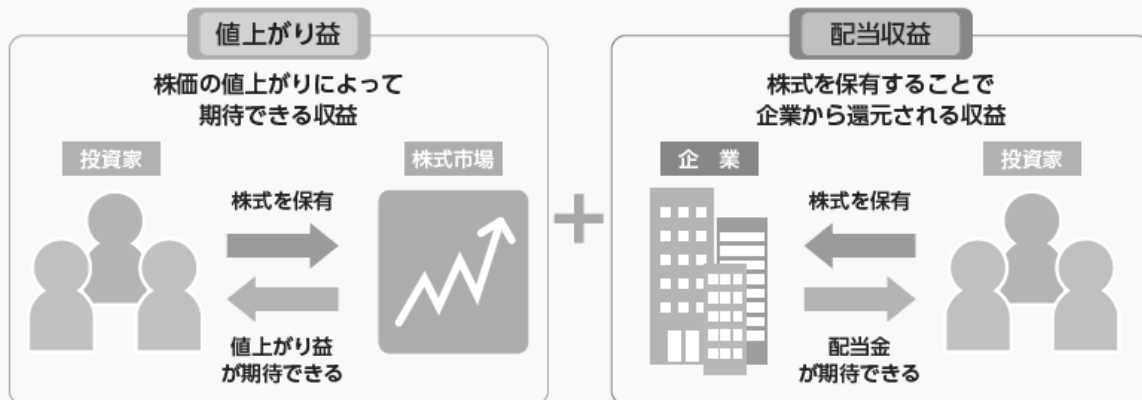 値上がり益
株価の値上がりによって
期待できる収益
投資家
株式市場
株式を保有
値上がり益
が期待できる
配当収益
株式を保有することで
企業から還元される収益
企業
投資家
株式を保有
配当金
が期待できる